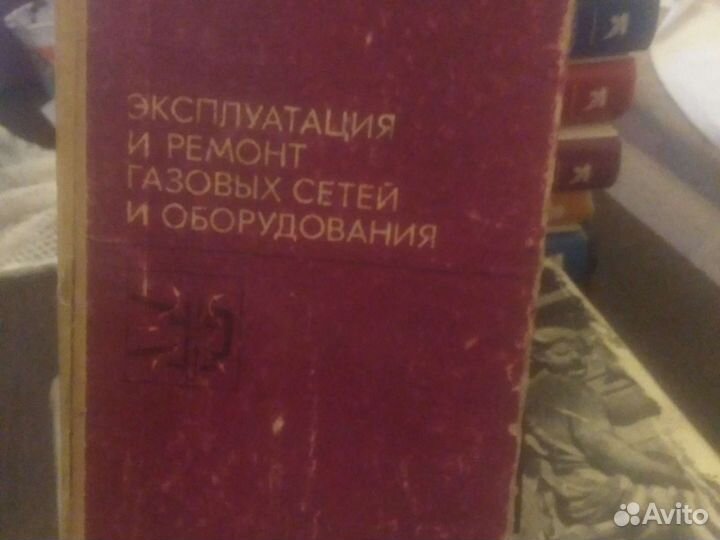 ЭКСПЛУАТАЦИЯ
И РЕМОНТ
ГАЗОВЫХ СЕТЕЙ
И ОБОРУДОВАНИЯ
Avito